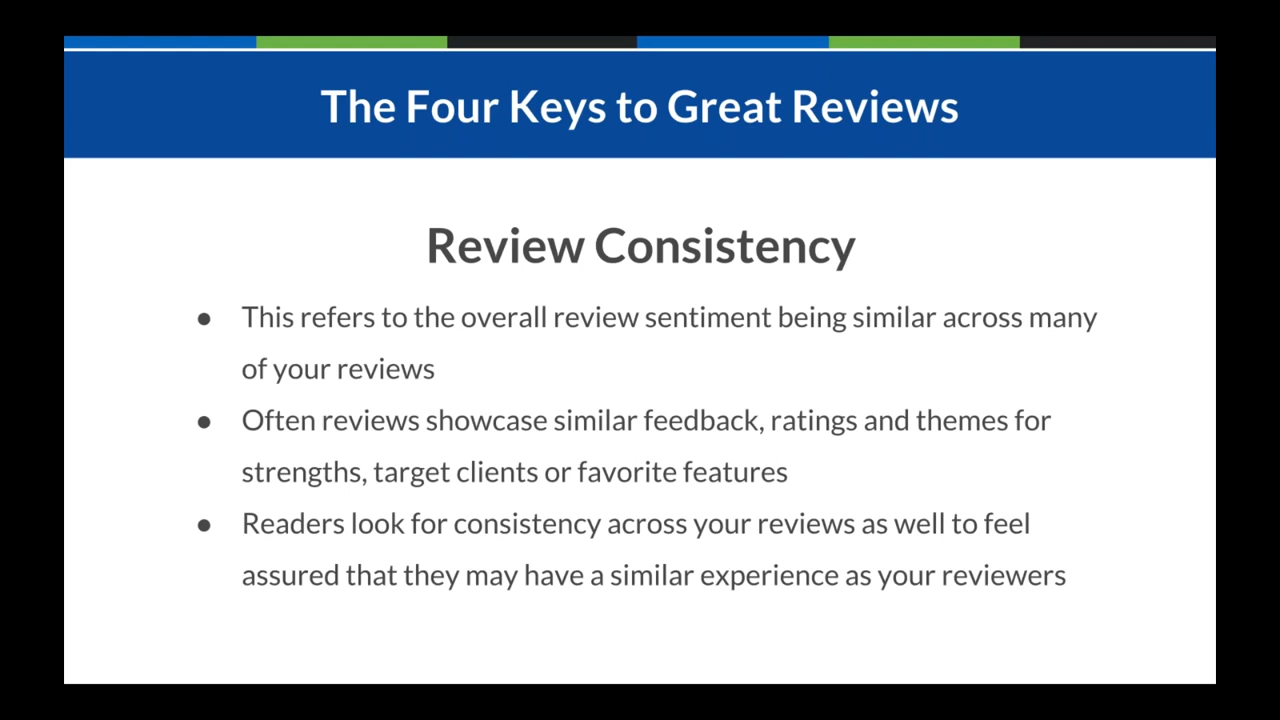 The Four Keys to Great Reviews
Review Consistency
● This refers to the overall review sentiment being similar across many
of your reviews
● Often reviews showcase similar feedback, ratings and themes for
strengths, target clients or favorite features
● Readers look for consistency across your reviews as well to feel
assured that they may have a similar experience as your reviewers